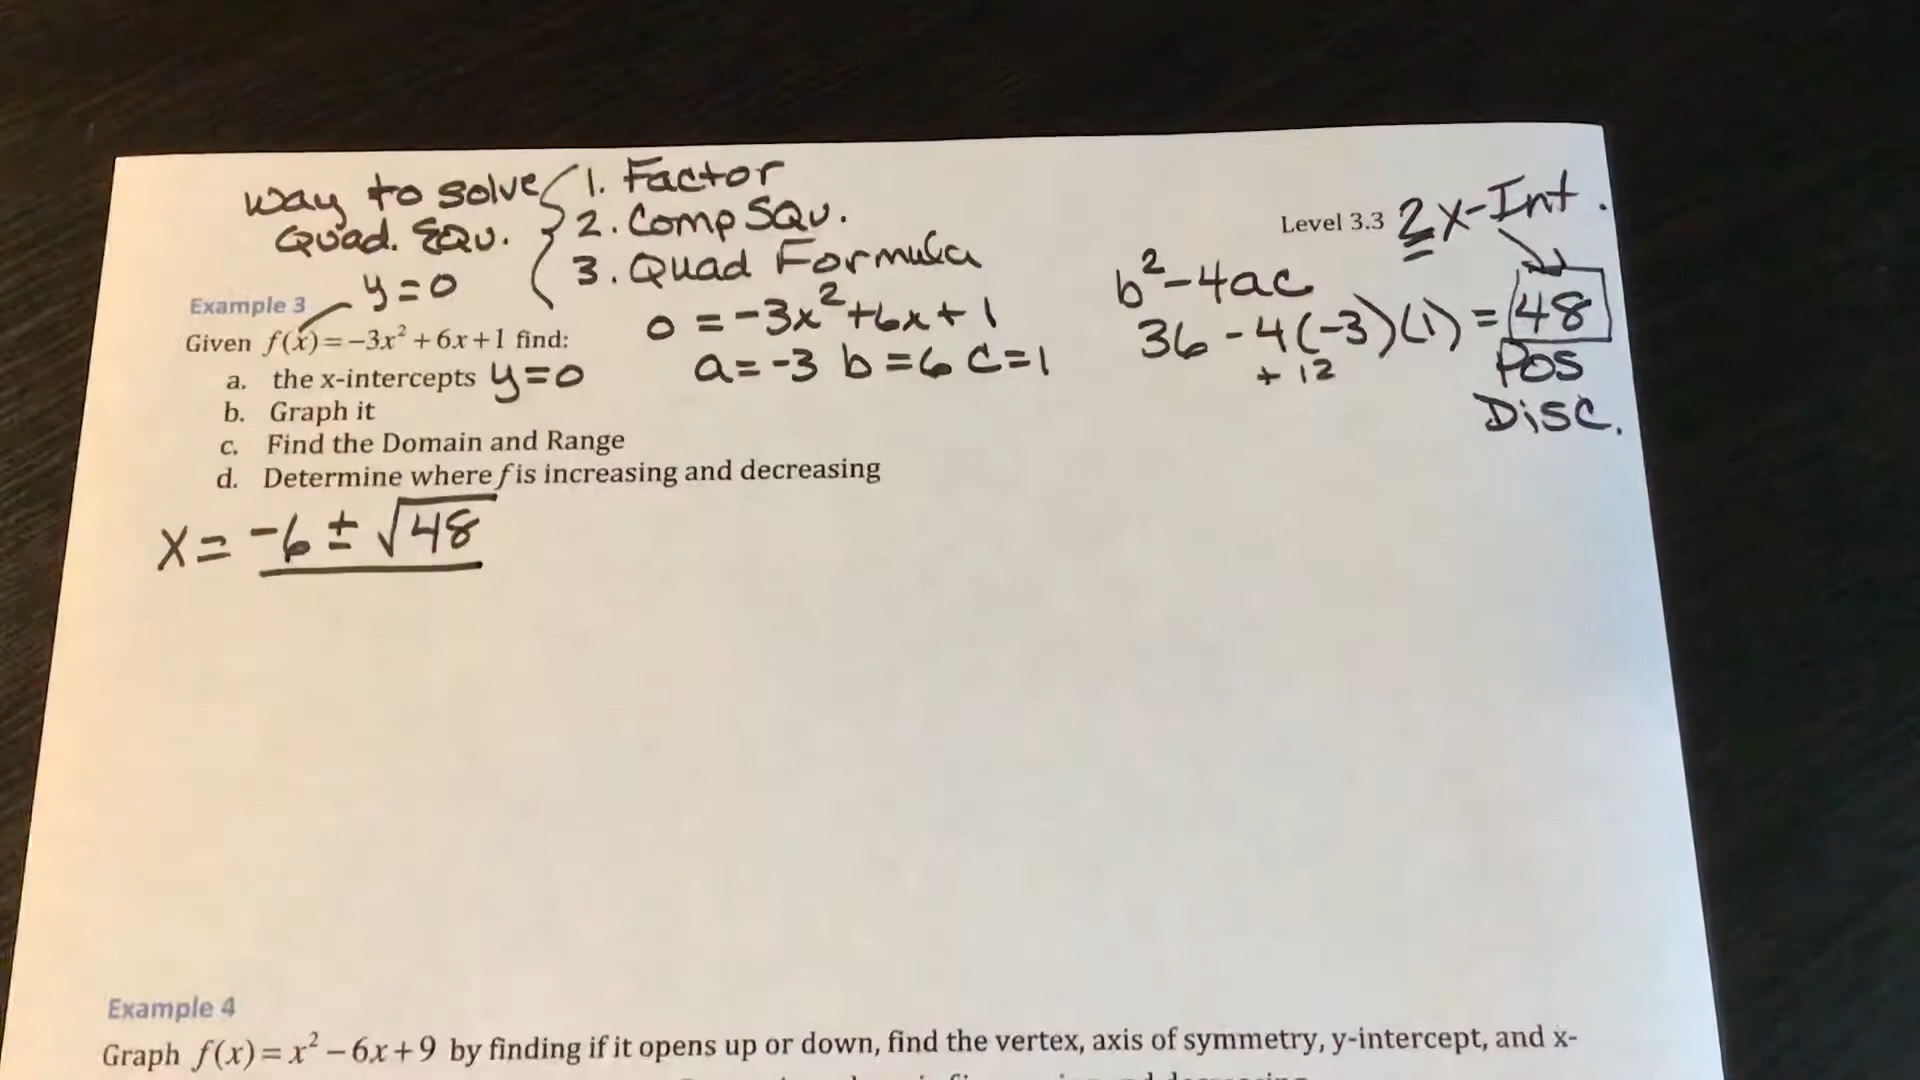 way to solve { 1. Factor
Quad. Equ. 2. Comp Squ.
3. Quad Formula
Level 3.3 2 x-Int.
y=0
b²-4ac
Example 3
0 = -3x²+6x+1
36 - 4(-3)(1) = 48
Given f(x)=−3x²+6x+1 find:
a=-3 b=6 c=1
+ 12
Pos
Disc.
a. the x-intercepts y=0
b. Graph it
c. Find the Domain and Range
d. Determine where f is increasing and decreasing
x = -6 ± √48
Example 4
Graph f(x)=x²−6x+9 by finding if it opens up or down, find the vertex, axis of symmetry, y-intercept, and x-